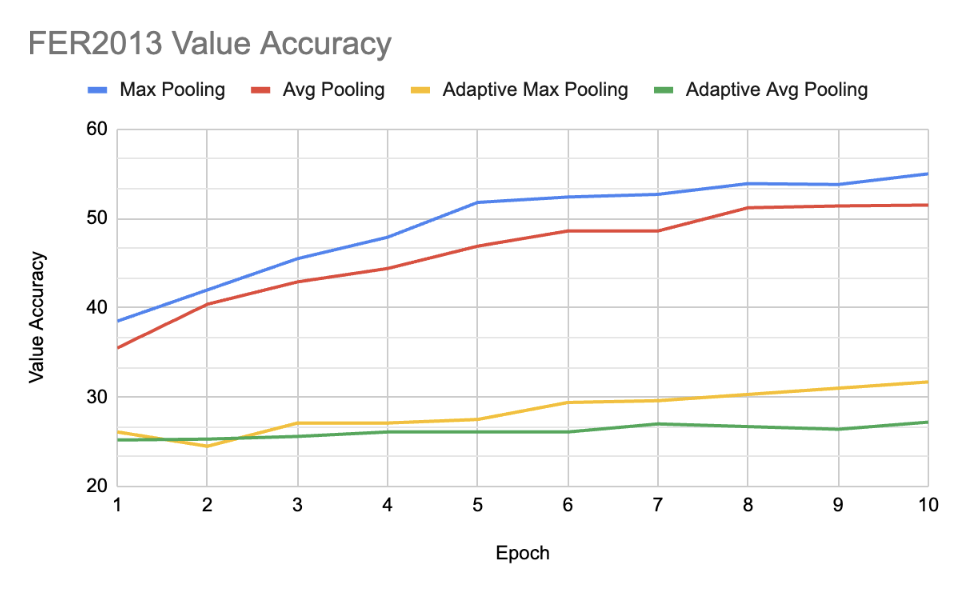 FER2013 Value Accuracy
Max Pooling Avg Pooling Adaptive Max Pooling Adaptive Avg Pooling
60
50
40
30
20
Value Accuracy
1 2 3 4 5 6 7 8 9 10
Epoch